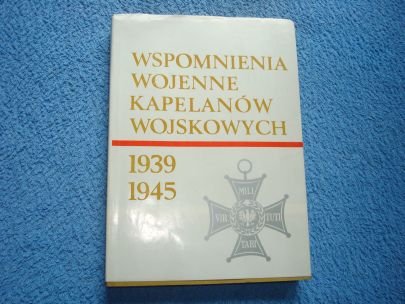 WSPOMNIENIA
WOJENNE
KAPELANÓW
WOJSKOWYCH
1939
1945
MILI
VIR TUTI
TARI